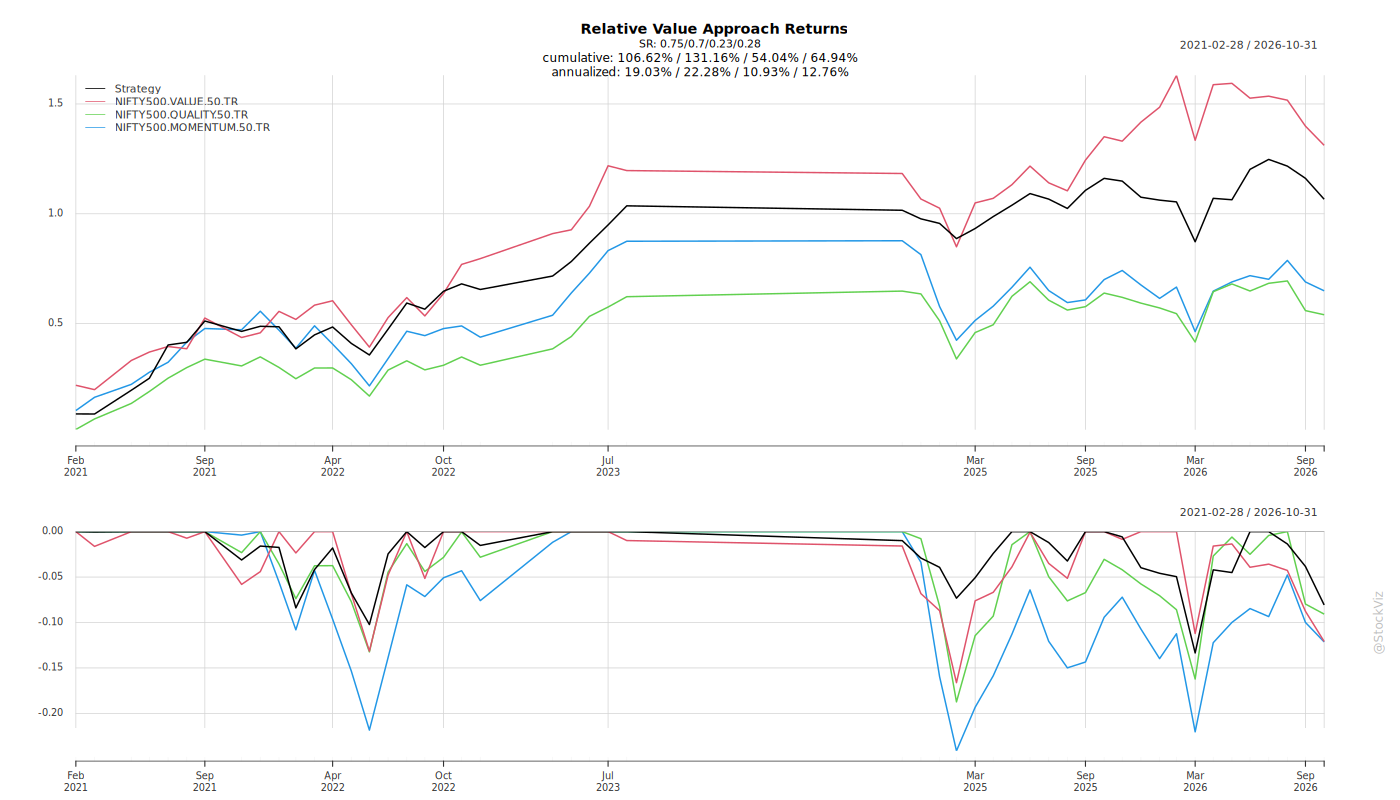 Relative Value Approach Returns
SR: 0.75/0.7/0.23/0.28
cumulative: 106.62% / 131.16% / 54.04% / 64.94%
annualized: 19.03% / 22.28% / 10.93% / 12.76%
2021-02-28 / 2026-10-31
Strategy
NIFTY500.VALUE.50.TR
NIFTY500.QUALITY.50.TR
NIFTY500.MOMENTUM.50.TR
1.5
1.0
0.5
Feb Sep Apr Oct Jul Mar Sep Mar Sep
2021 2021 2022 2022 2023 2025 2025 2026 2026
2021-02-28 / 2026-10-31
0.00
-0.05
-0.10
-0.15
-0.20
Feb Sep Apr Oct Jul Mar Sep Mar Sep
2021 2021 2022 2022 2023 2025 2025 2026 2026
@StockViz